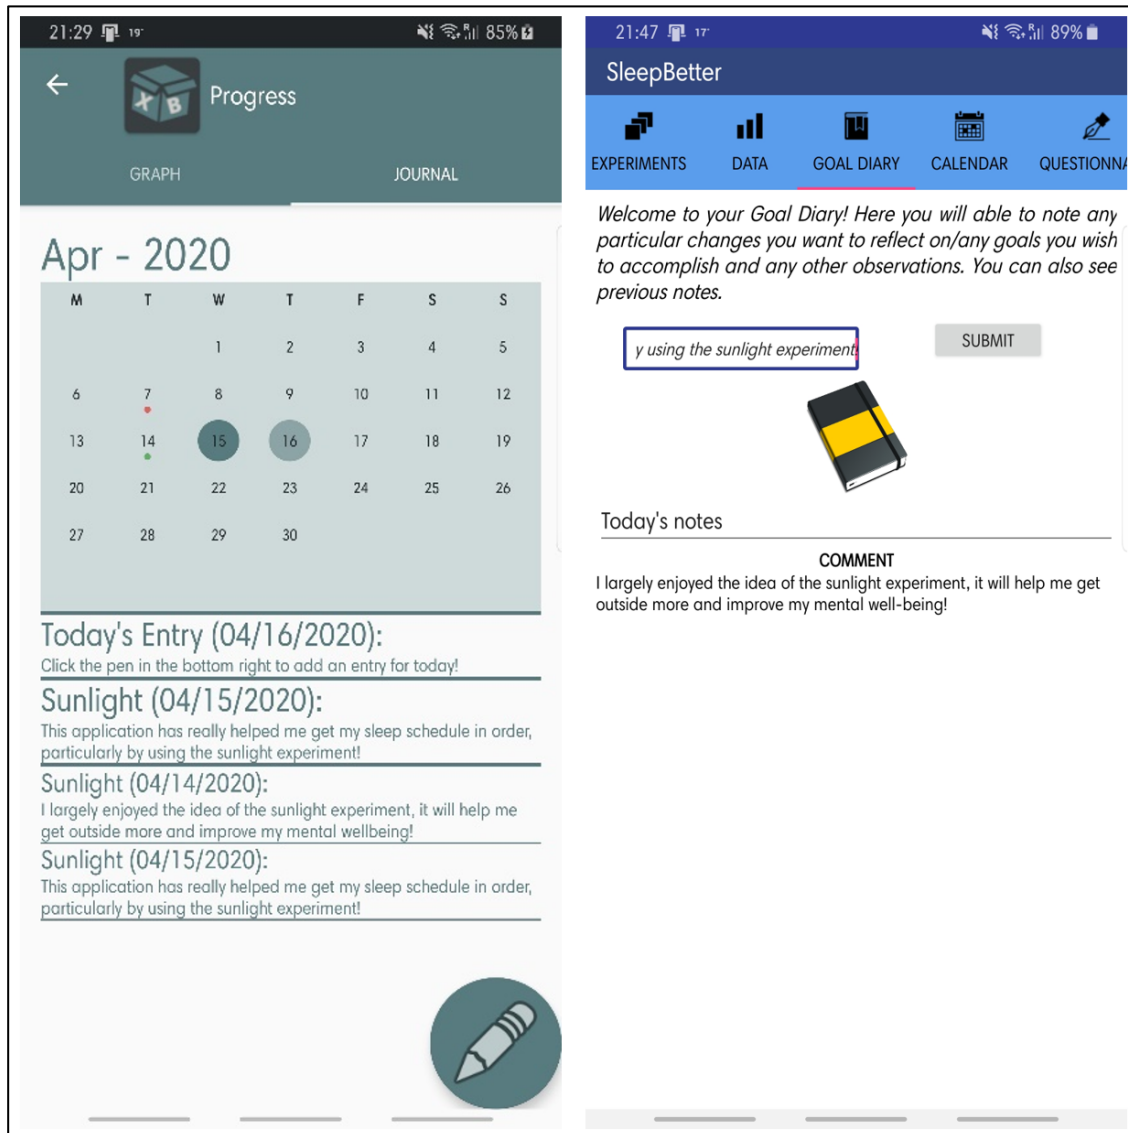 21:29 19°
85%
X B
Progress
GRAPH JOURNAL
Apr - 2020
M T W T F S S
1 2 3 4 5
6 7 8 9 10 11 12
13 14 15 16 17 18 19
20 21 22 23 24 25 26
27 28 29 30
Today's Entry (04/16/2020):
Click the pen in the bottom right to add an entry for today!
Sunlight (04/15/2020):
This application has really helped me get my sleep schedule in order,
particularly by using the sunlight experiment!
Sunlight (04/14/2020):
I largely enjoyed the idea of the sunlight experiment, it will help me
get outside more and improve my mental wellbeing!
Sunlight (04/15/2020):
This application has really helped me get my sleep schedule in order,
particularly by using the sunlight experiment!
21:47 17°
R 89%
SleepBetter
EXPERIMENTS DATA GOAL DIARY CALENDAR QUESTIONNA
Welcome to your Goal Diary! Here you will able to note any
particular changes you want to reflect on/any goals you wish
to accomplish and any other observations. You can also see
previous notes.
y using the sunlight experiment!
SUBMIT
Today's notes
COMMENT
I largely enjoyed the idea of the sunlight experiment, it will help me get
outside more and improve my mental well-being!